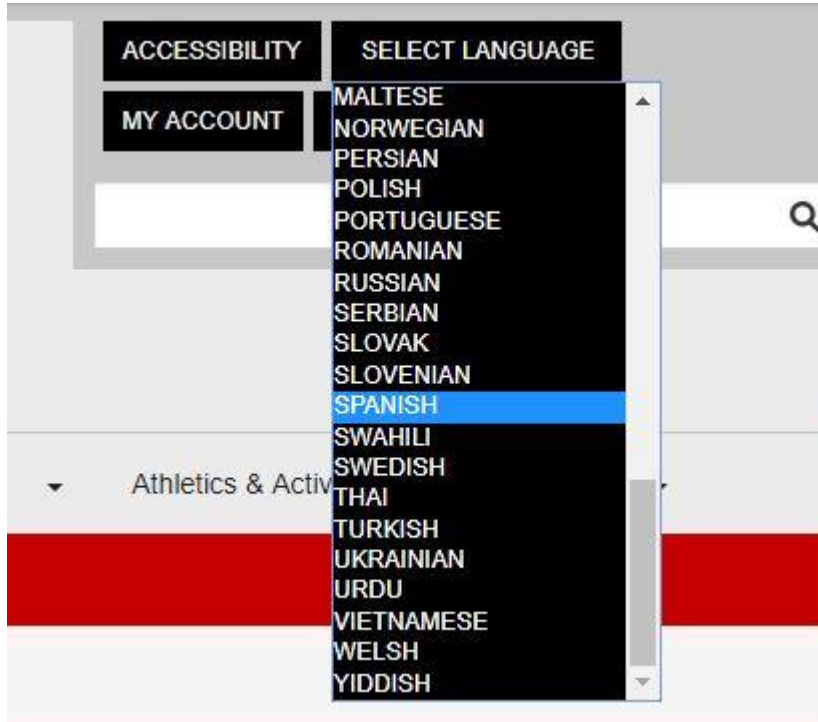 ACCESSIBILITY
SELECT LANGUAGE
MY ACCOUNT
MALTESE
NORWEGIAN
PERSIAN
POLISH
PORTUGUESE
ROMANIAN
RUSSIAN
SERBIAN
SLOVAK
SLOVENIAN
SPANISH
SWAHILI
SWEDISH
THAI
TURKISH
UKRAINIAN
URDU
VIETNAMESE
WELSH
YIDDISH
Athletics &